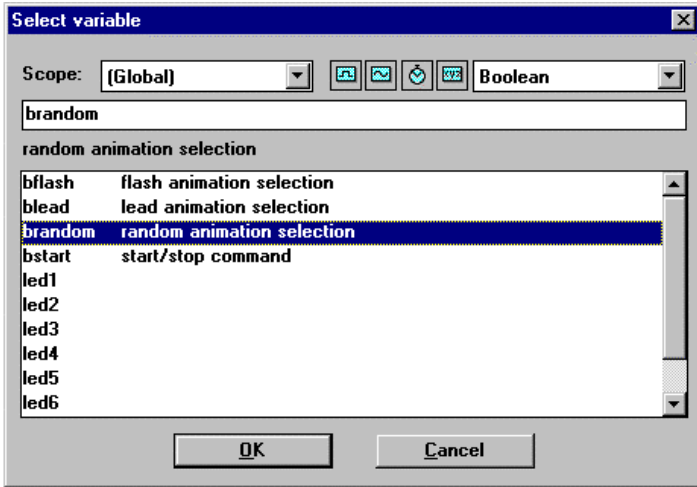 Select variable
Scope: (Global) xyz Boolean
brandom
random animation selection
bflash flash animation selection
blead lead animation selection
brandom random animation selection
bstart start/stop command
led1
led2
led3
led4
led5
led6
OK Cancel